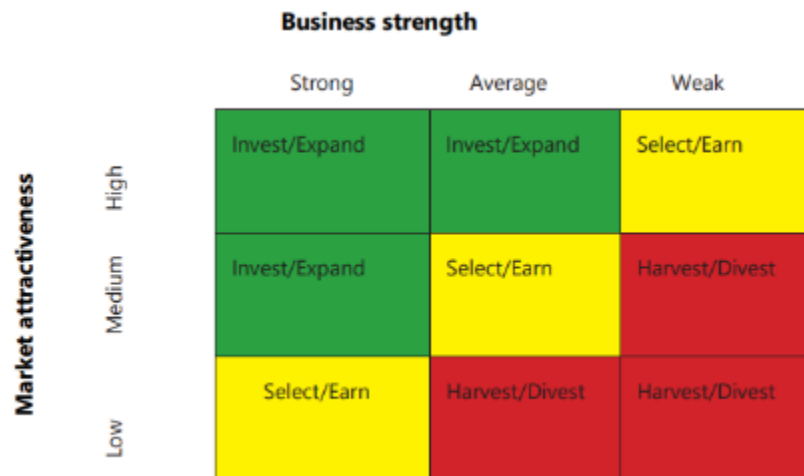 Business strength
Strong Average Weak
Market attractiveness
High
Invest/Expand Invest/Expand Select/Earn
Medium
Invest/Expand Select/Earn Harvest/Divest
Low
Select/Earn Harvest/Divest Harvest/Divest